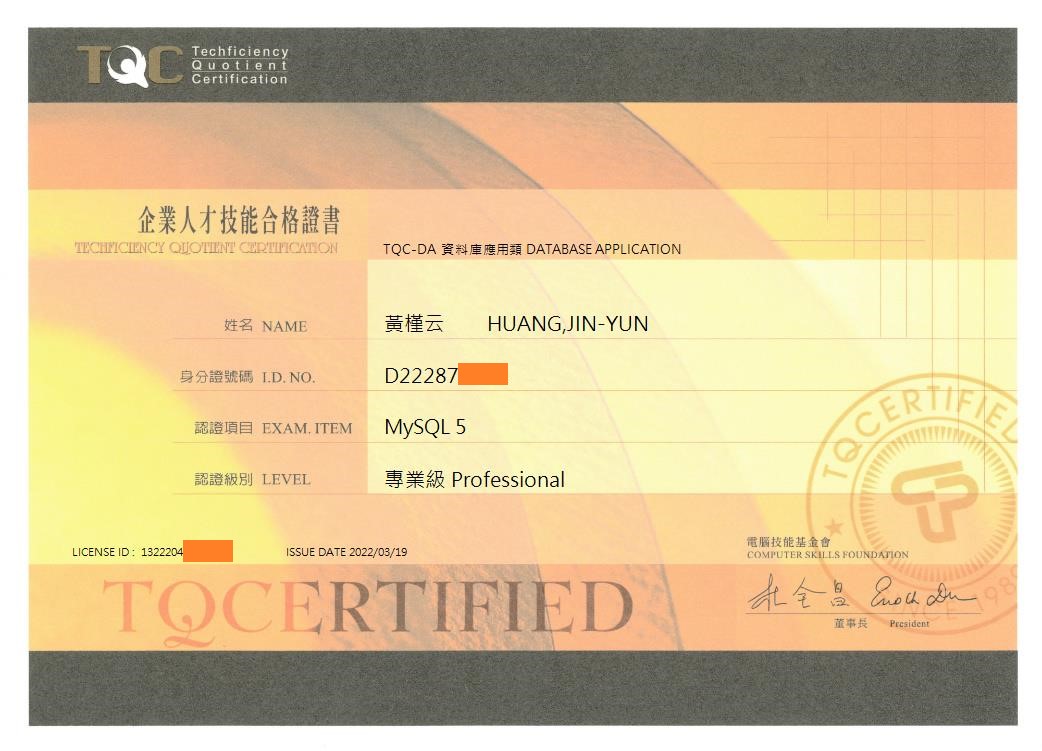 TQC Techficiency
Quotient
Certification
企業人才技能合格證書
TECHFICIENCY QUOTIENT CERTIFICATION
TQC-DA 資料庫應用類 DATABASE APPLICATION
姓名 NAME 黃槿云 HUANG,JIN-YUN
身分證號碼 I.D. NO. D22287
認證項目 EXAM. ITEM MySQL 5
認證級別 LEVEL 專業級 Professional
TQCERTIFIED
LICENSE ID : 1322204 ISSUE DATE 2022/03/19
電腦技能基金會
COMPUTER SKILLS FOUNDATION
TQCERTIFIED
杜全昌 Enoch Du
董事長 President
SINCE 1989